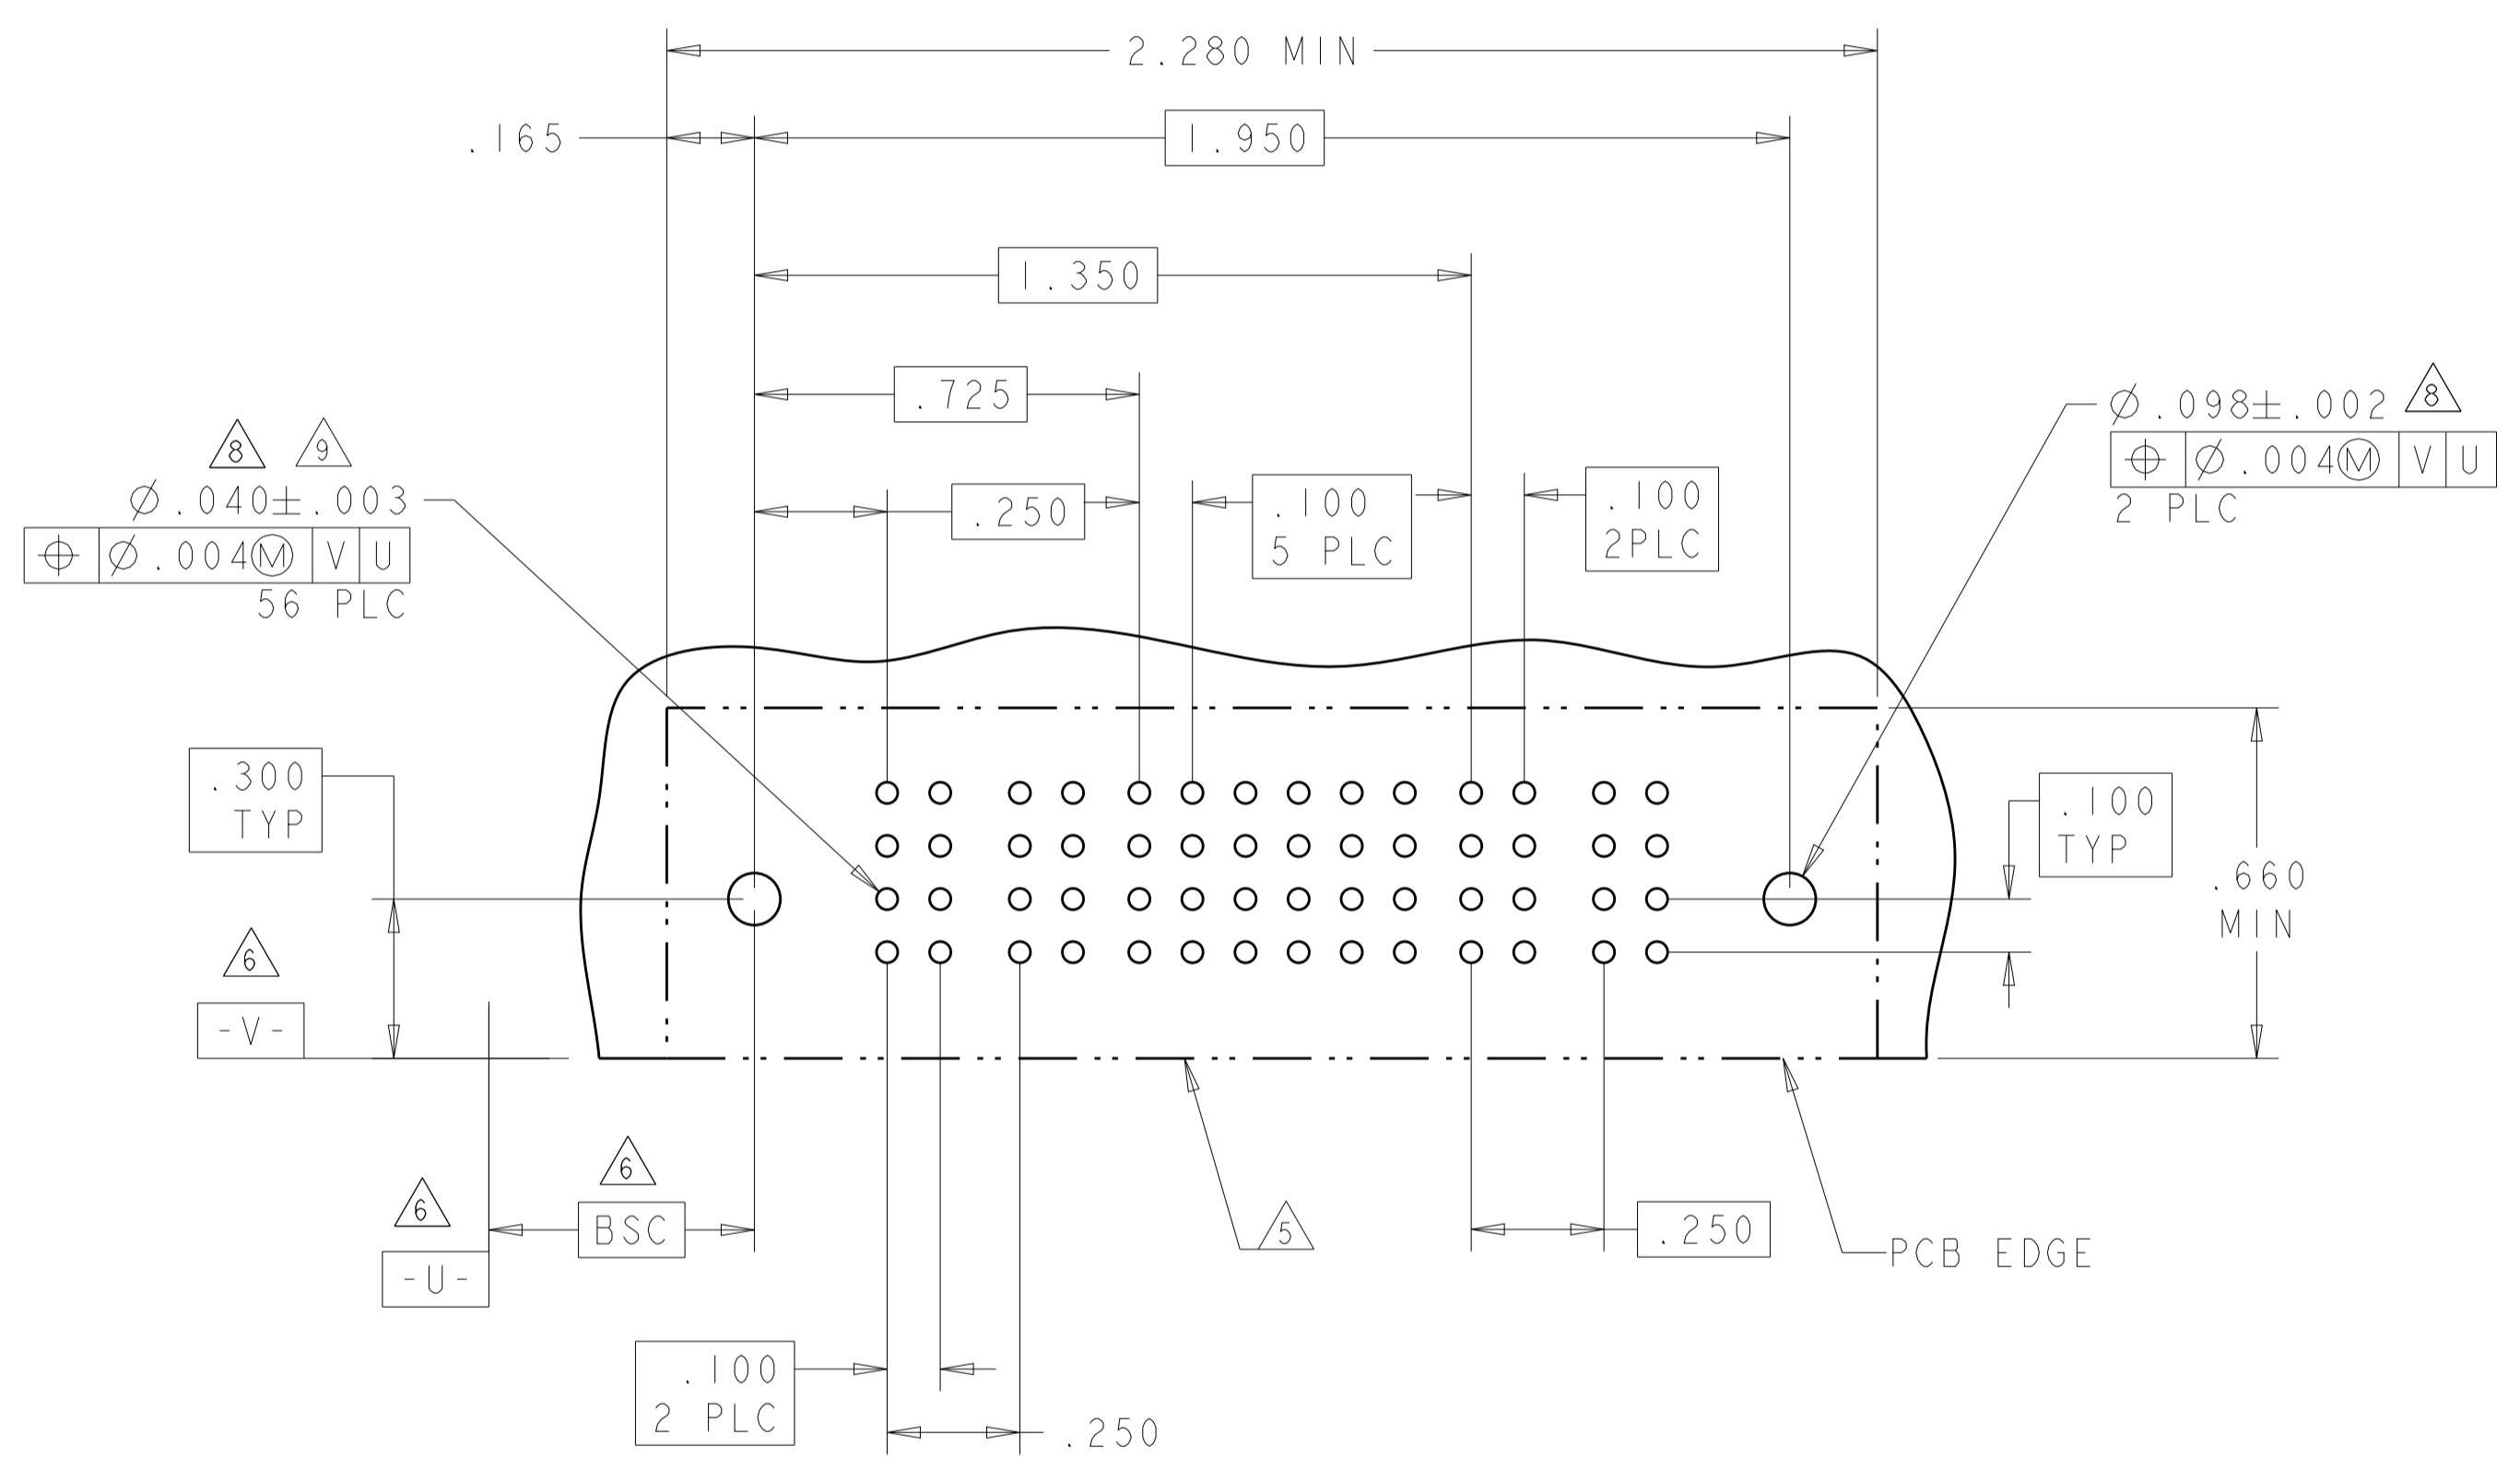 2.280 MIN
.165
1.950
1.350
.725
8
9
8
Ø.098±.002
⌖ Ø.004Ⓜ V U
2 PLC
Ø.040±.003
⌖ Ø.004Ⓜ V U
56 PLC
.250
.100
5 PLC
.100
2PLC
.300
TYP
.100
TYP
.660
MIN
6
-V-
6
BSC
6
-U-
5
.250
PCB EDGE
.100
2 PLC
.250